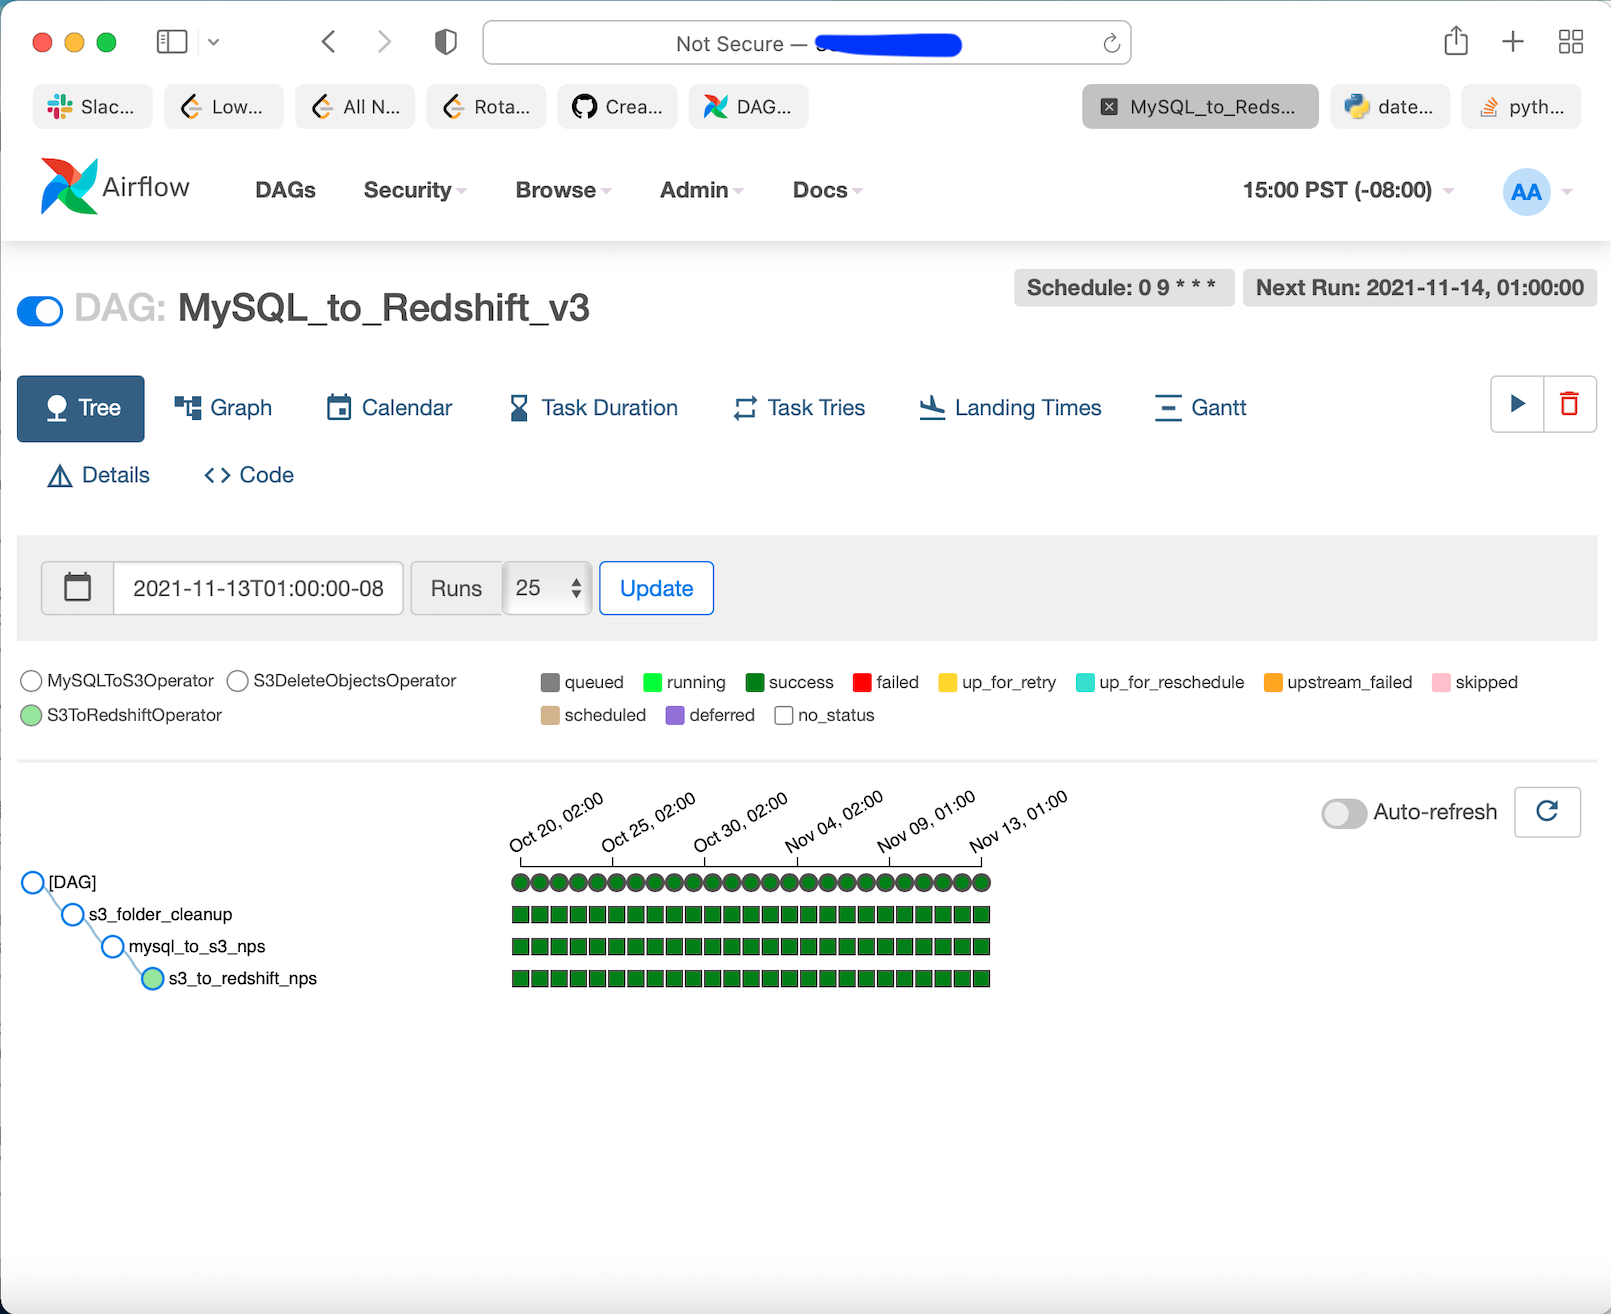 Not Secure —
Slac... Low... All N... Rota... Crea... DAG... MySQL_to_Reds... date... pyth...
Airflow DAGs Security Browse Admin Docs 15:00 PST (-08:00) AA
DAG: MySQL_to_Redshift_v3 Schedule: 0 9 * * * Next Run: 2021-11-14, 01:00:00
Tree Graph Calendar Task Duration Task Tries Landing Times Gantt
Details Code
2021-11-13T01:00:00-08 Runs 25 Update
MySQLToS3Operator S3DeleteObjectsOperator queued running success failed up_for_retry up_for_reschedule upstream_failed skipped
S3ToRedshiftOperator scheduled deferred no_status
Oct 20, 02:00 Oct 25, 02:00 Oct 30, 02:00 Nov 04, 02:00 Nov 09, 01:00 Nov 13, 01:00 Auto-refresh
[DAG]
s3_folder_cleanup
mysql_to_s3_nps
s3_to_redshift_nps